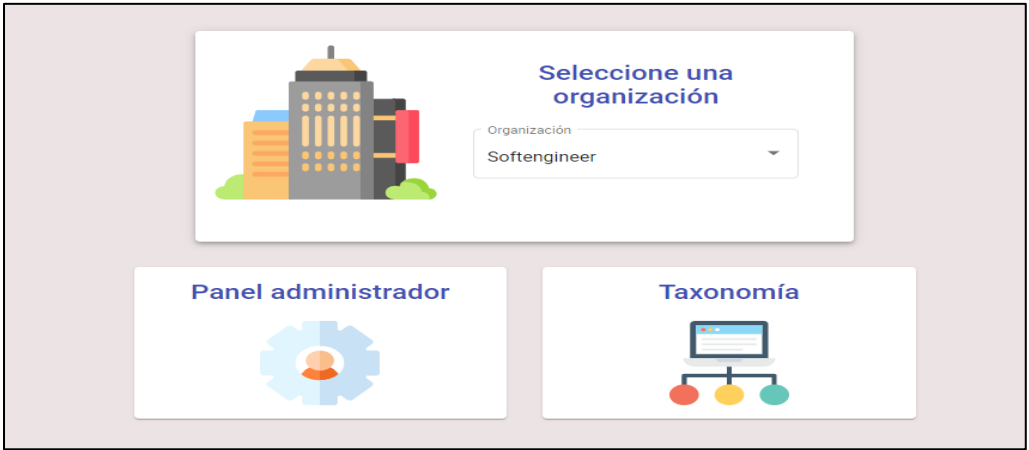 Seleccione una
organización
Organización
Softengineer
Panel administrador
Taxonomía